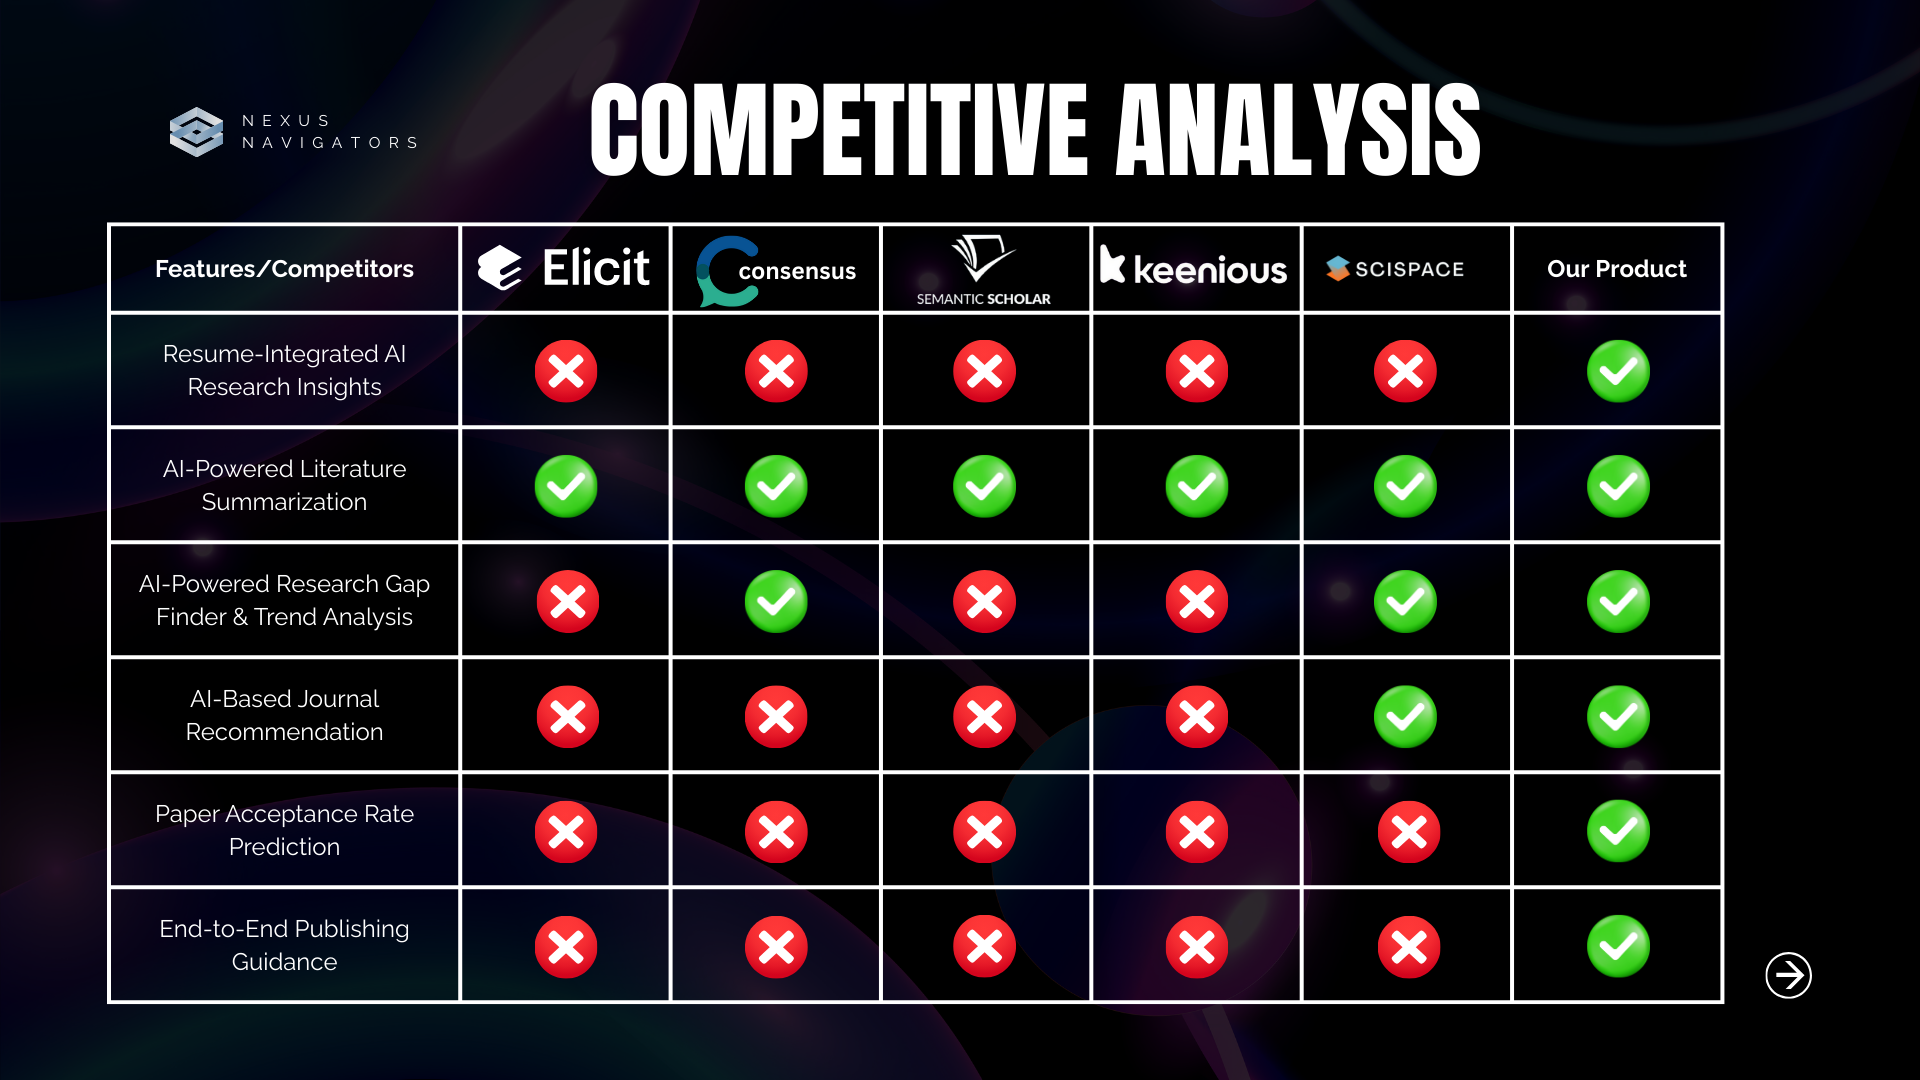 NEXUS
NAVIGATORS
COMPETITIVE ANALYSIS
Features/Competitors
Elicit
consensus
SEMANTIC SCHOLAR
keenious
SCISPACE
Our Product
Resume-Integrated AI
Research Insights
AI-Powered Literature
Summarization
AI-Powered Research Gap
Finder & Trend Analysis
AI-Based Journal
Recommendation
Paper Acceptance Rate
Prediction
End-to-End Publishing
Guidance